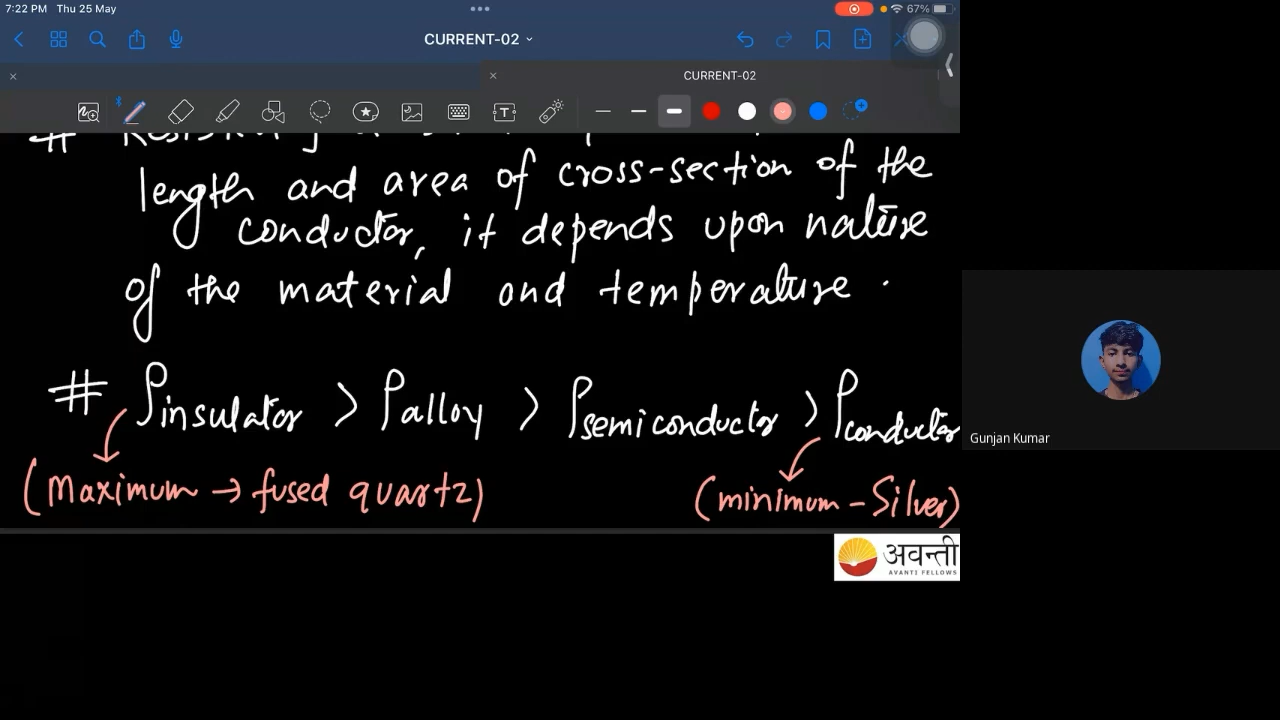 7:22 PM Thu 25 May
67%
CURRENT-02
CURRENT-02
#
length and area of cross-section of the
conductor, it depends upon nature
of the material and temperature.
# ρinsulator > ρalloy > ρsemiconductor > ρconductor
(Maximum → fused quartz)
(minimum - Silver)
अवन्ती
AVANTI FELLOWS
Gunjan Kumar